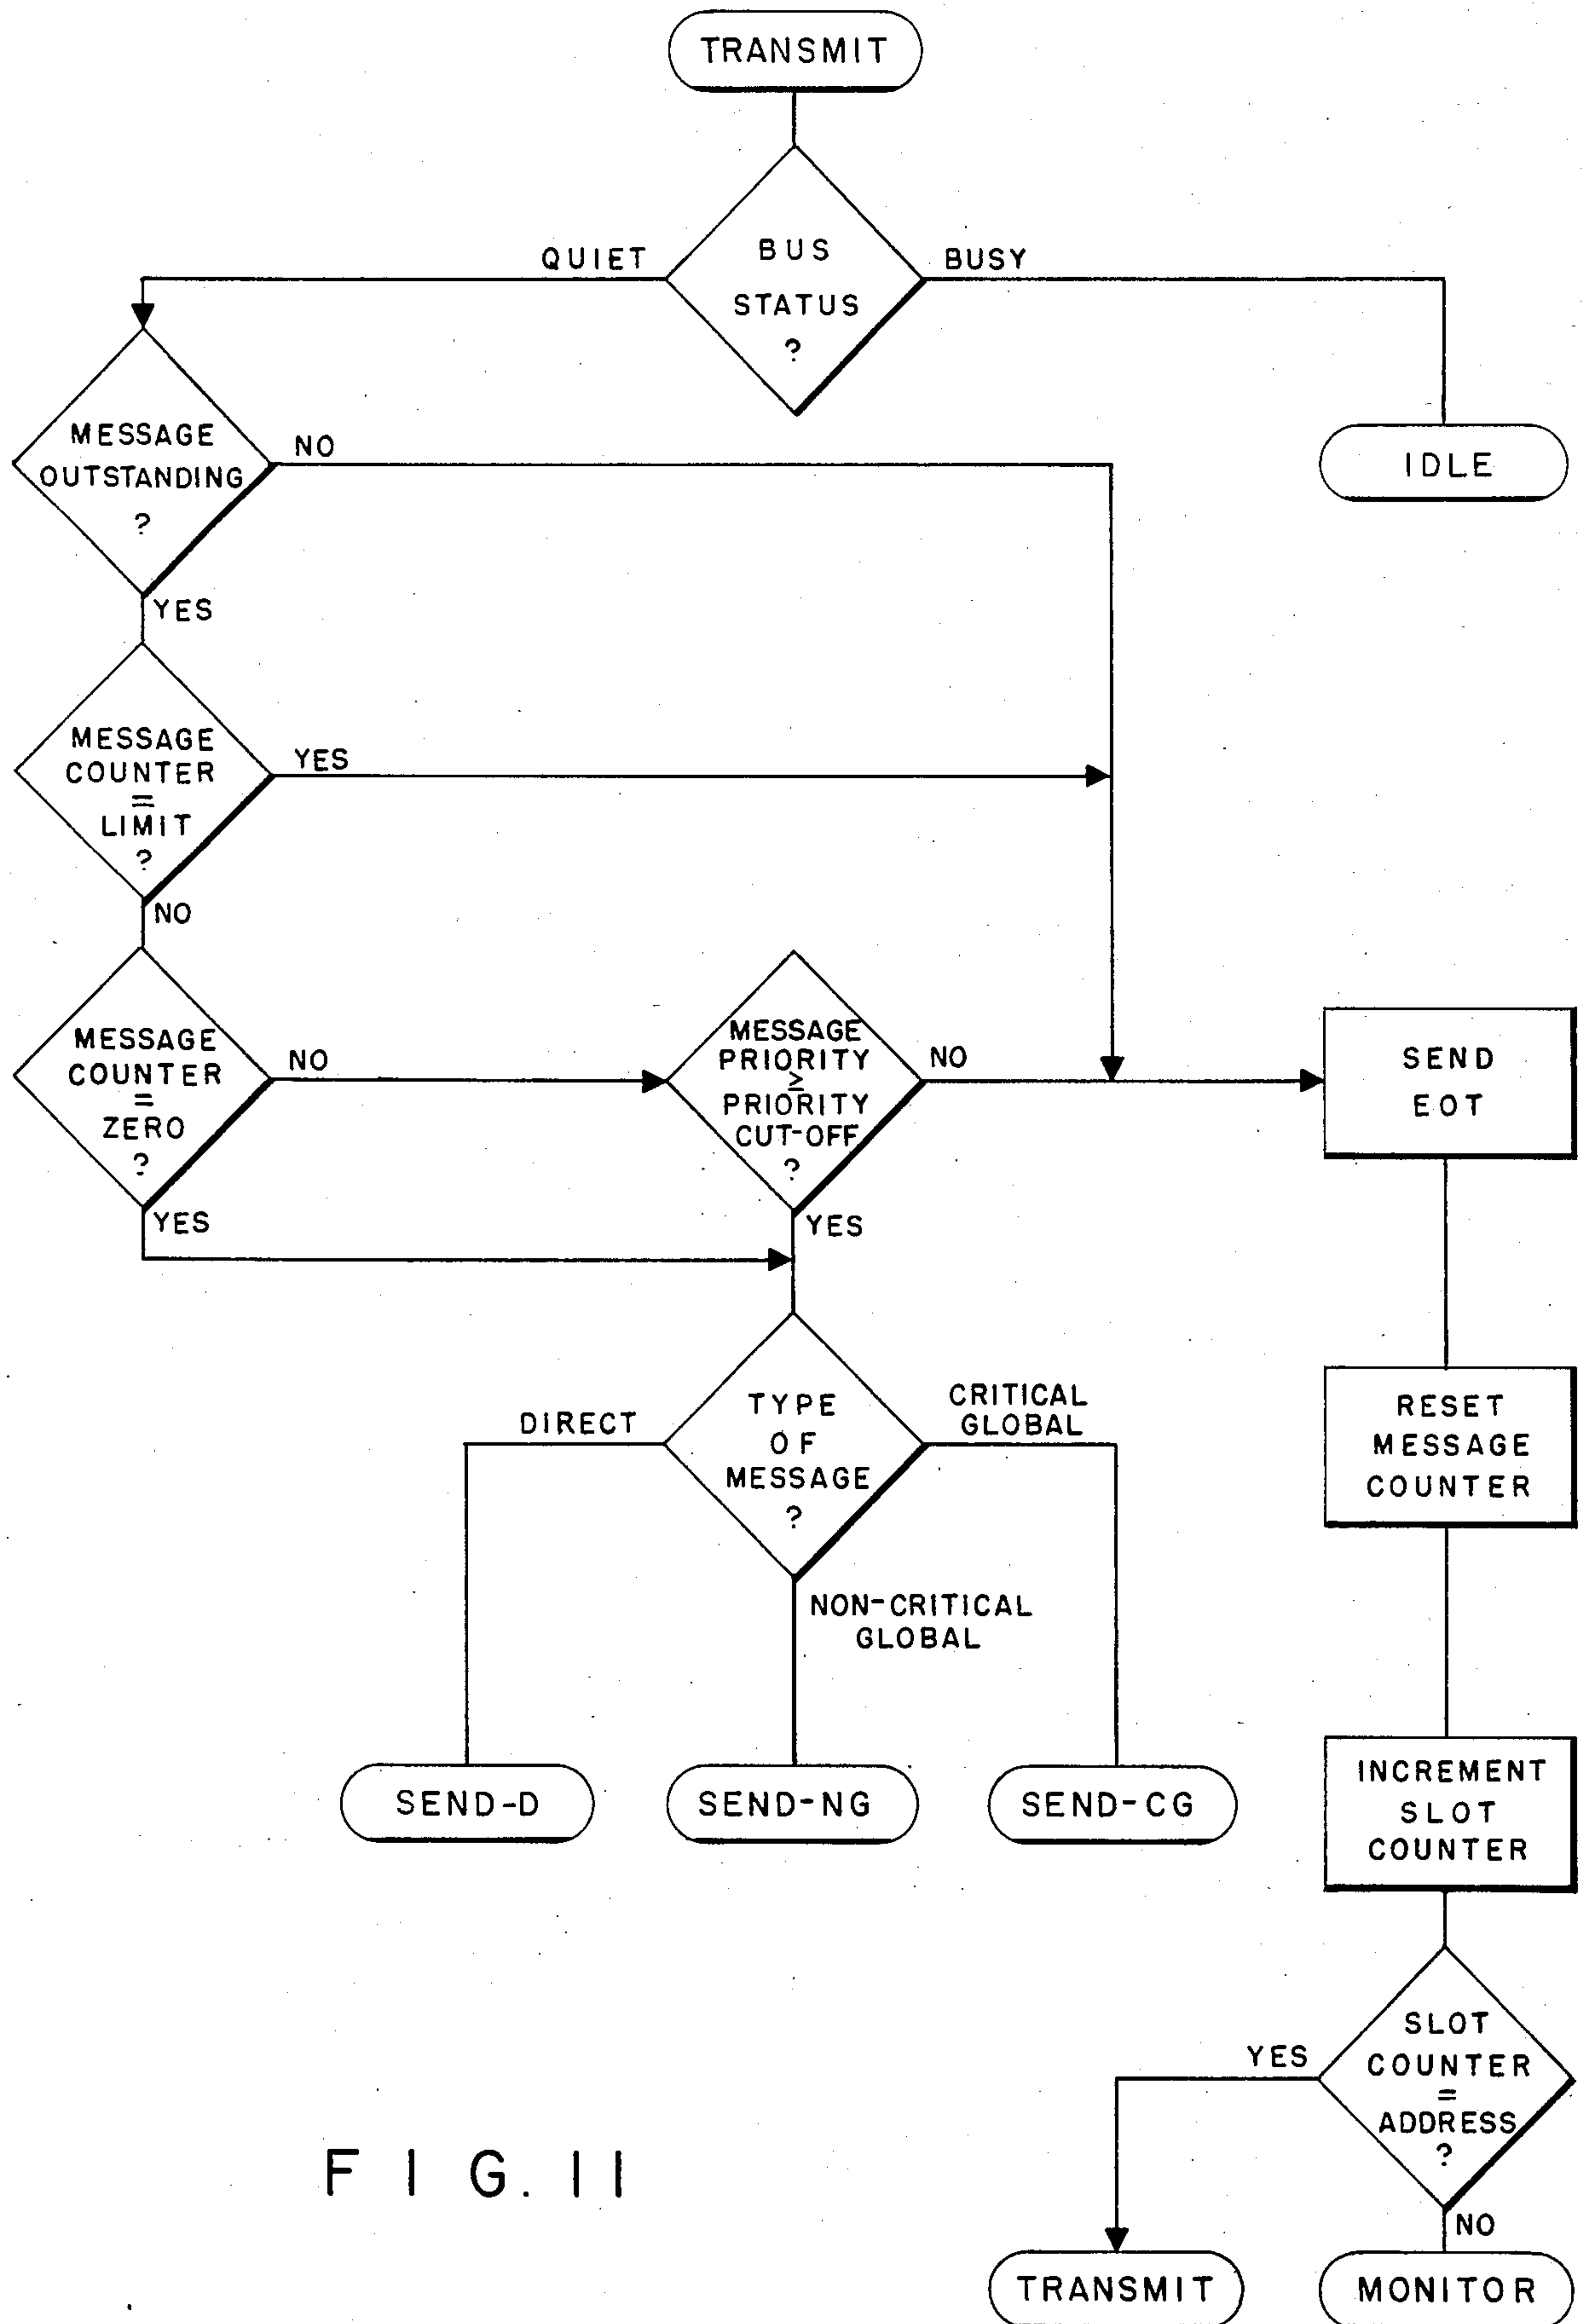 TRANSMIT
BUS
STATUS
?
QUIET
BUSY
MESSAGE
OUTSTANDING
?
NO
YES
IDLE
MESSAGE
COUNTER
=
LIMIT
?
YES
NO
MESSAGE
COUNTER
=
ZERO
?
NO
YES
MESSAGE
PRIORITY
≥
PRIORITY
CUT-OFF
?
NO
YES
SEND
EOT
TYPE
OF
MESSAGE
?
DIRECT
CRITICAL
GLOBAL
NON-CRITICAL
GLOBAL
RESET
MESSAGE
COUNTER
SEND-D
SEND-NG
SEND-CG
INCREMENT
SLOT
COUNTER
SLOT
COUNTER
=
ADDRESS
?
YES
NO
TRANSMIT
MONITOR
FIG. 11